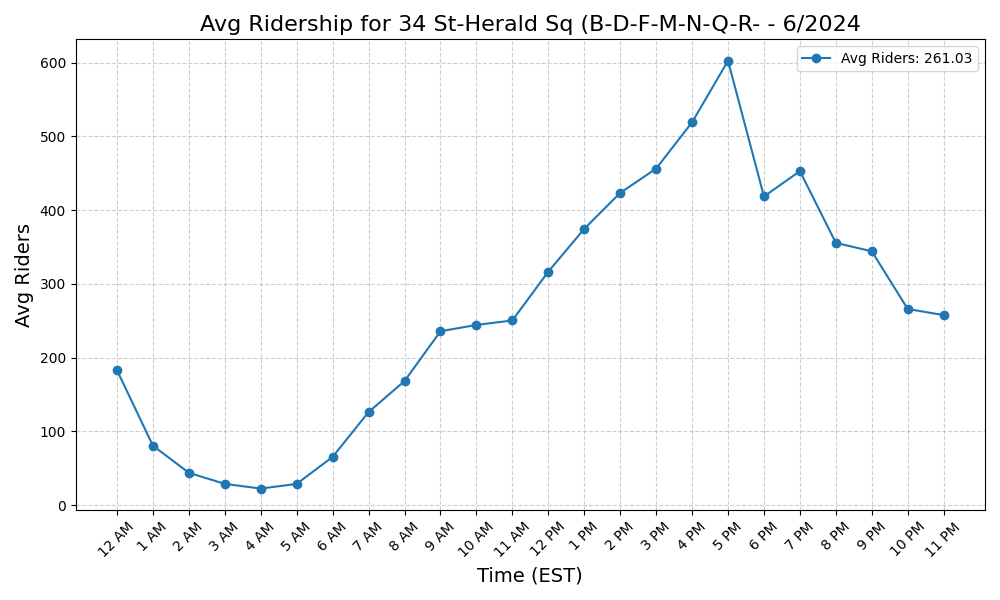 Avg Ridership for 34 St-Herald Sq (B-D-F-M-N-Q-R- - 6/2024
Avg Riders: 261.03
Avg Riders
600
500
400
300
200
100
0
12 AM 1 AM 2 AM 3 AM 4 AM 5 AM 6 AM 7 AM 8 AM 9 AM 10 AM 11 AM 12 PM 1 PM 2 PM 3 PM 4 PM 5 PM 6 PM 7 PM 8 PM 9 PM 10 PM 11 PM
Time (EST)